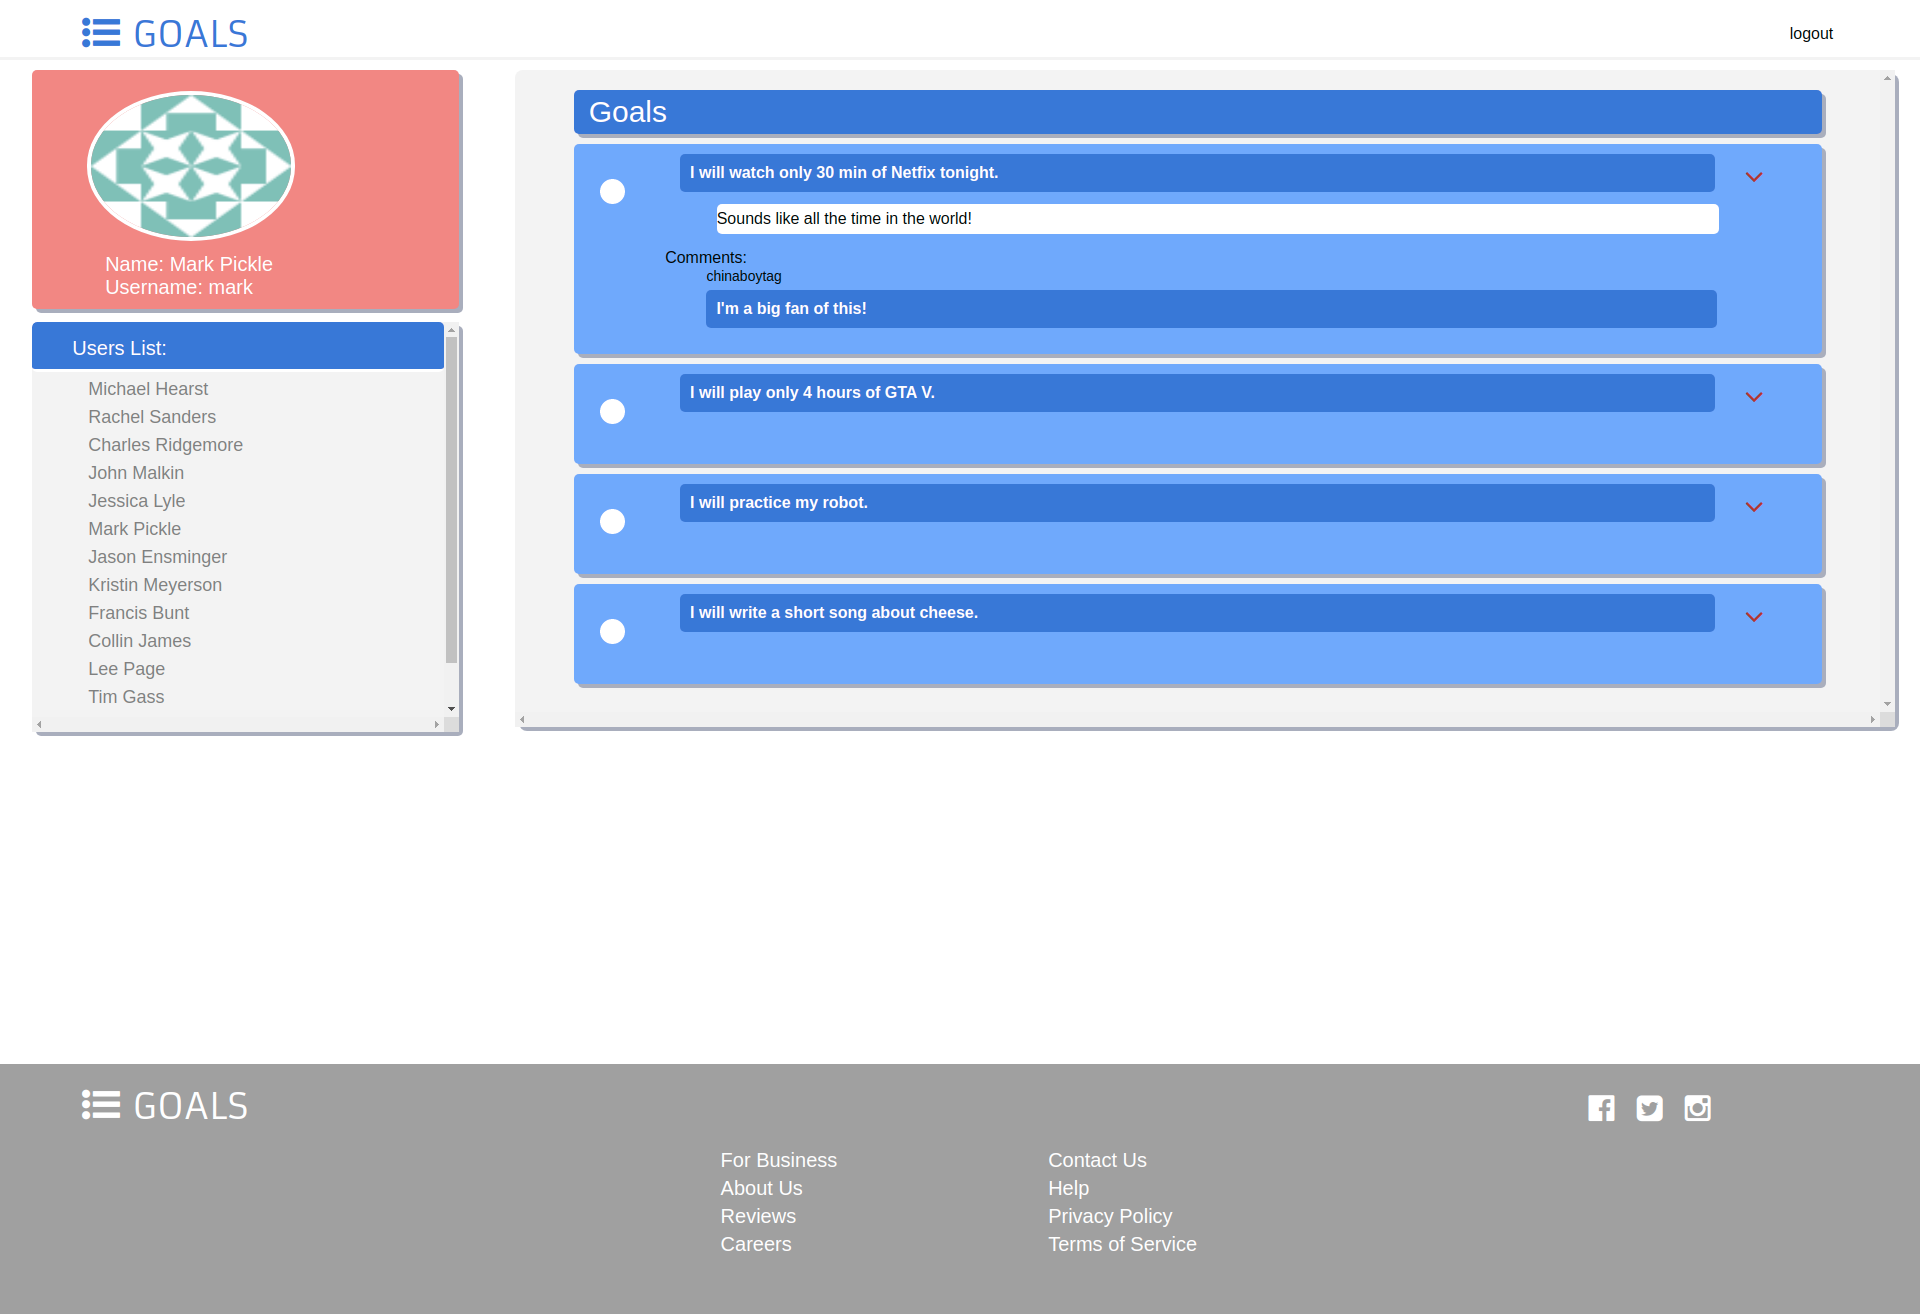 GOALS
logout
Name: Mark Pickle
Username: mark
Users List:
Michael Hearst
Rachel Sanders
Charles Ridgemore
John Malkin
Jessica Lyle
Mark Pickle
Jason Ensminger
Kristin Meyerson
Francis Bunt
Collin James
Lee Page
Tim Gass
Goals
I will watch only 30 min of Netfix tonight.
Sounds like all the time in the world!
Comments:
chinaboytag
I'm a big fan of this!
I will play only 4 hours of GTA V.
I will practice my robot.
I will write a short song about cheese.
GOALS
For Business
About Us
Reviews
Careers
Contact Us
Help
Privacy Policy
Terms of Service